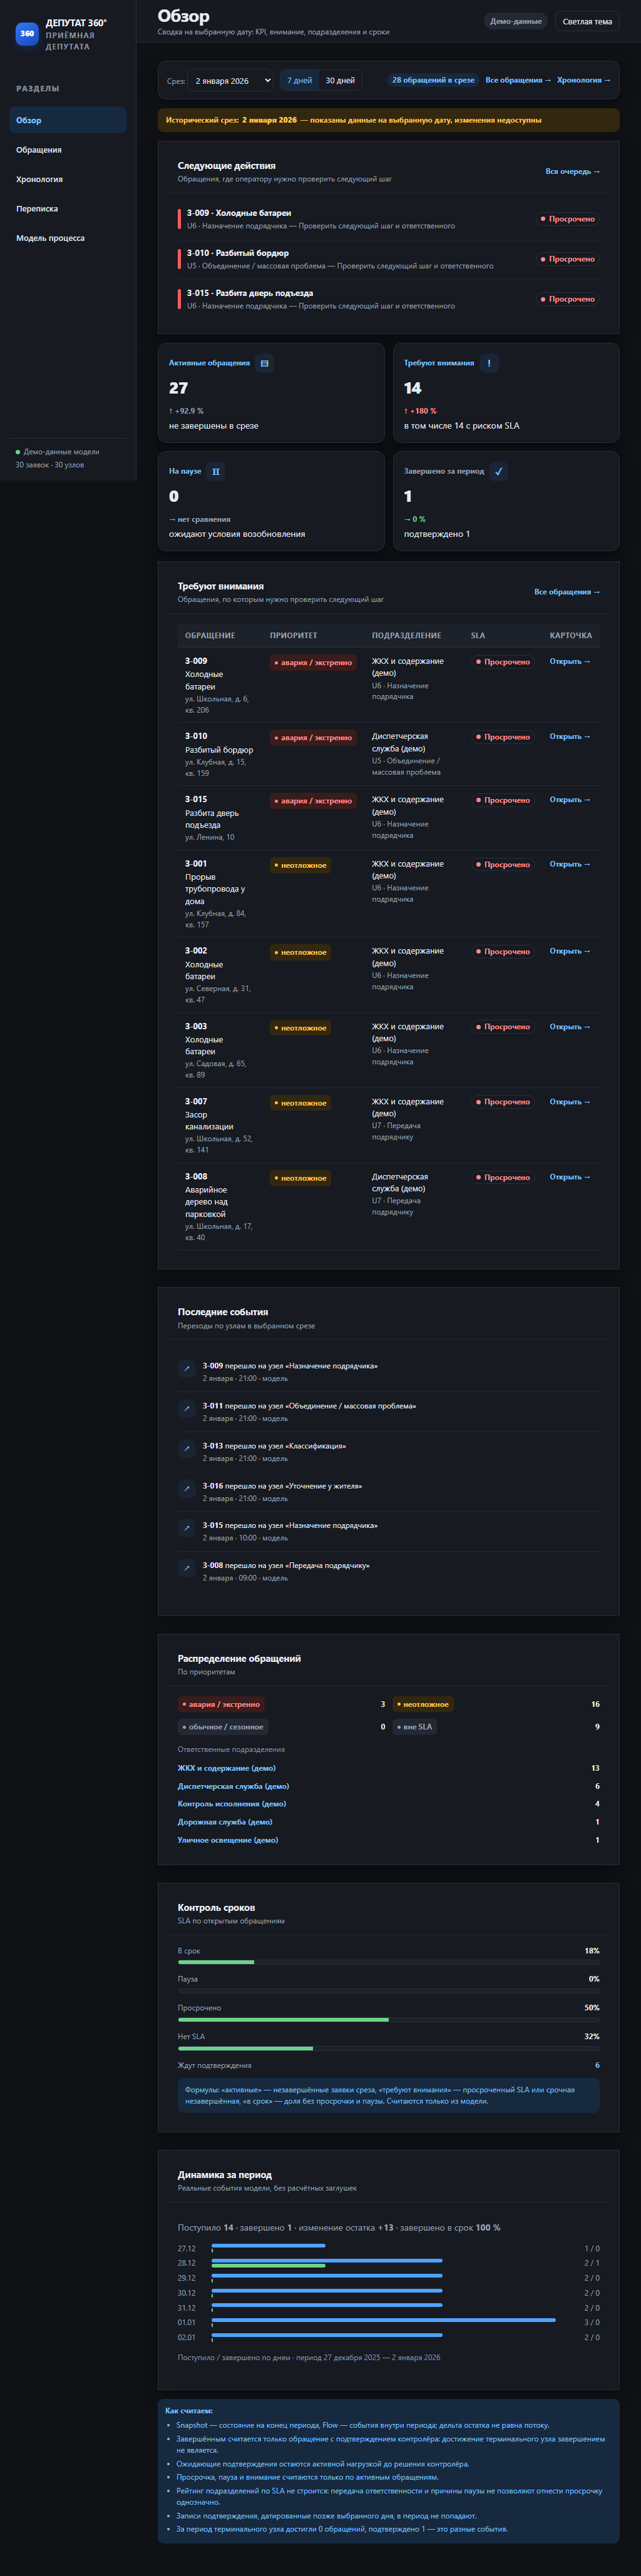 360
ДЕПУТАТ 360°
ПРИЁМНАЯ
ДЕПУТАТА
РАЗДЕЛЫ
Обзор
Обращения
Хронология
Переписка
Модель процесса
Демо-данные модели
30 заявок · 30 узлов
Обзор
Сводка на выбранную дату: KPI, внимание, подразделения и сроки
Демо-данные
Светлая тема
Срез: 2 января 2026 7 дней 30 дней 28 обращений в срезе Все обращения → Хронология →
Исторический срез: 2 января 2026 — показаны данные на выбранную дату, изменения недоступны
Следующие действия
Обращения, где оператору нужно проверить следующий шаг
Вся очередь →
З-009 · Холодные батареи
U6 · Назначение подрядчика — Проверить следующий шаг и ответственного
Просрочено
З-010 · Разбитый бордюр
U5 · Объединение / массовая проблема — Проверить следующий шаг и ответственного
Просрочено
З-015 · Разбита дверь подъезда
U6 · Назначение подрядчика — Проверить следующий шаг и ответственного
Просрочено
Активные обращения
27
↑ +92.9 %
не завершены в срезе
Требуют внимания !
14
↑ +180 %
в том числе 14 с риском SLA
На паузе
0
→ нет сравнения
ожидают условия возобновления
Завершено за период ✓
1
→ 0 %
подтверждено 1
Требуют внимания
Обращения, по которым нужно проверить следующий шаг
Все обращения →
ОБРАЩЕНИЕ ПРИОРИТЕТ ПОДРАЗДЕЛЕНИЕ SLA КАРТОЧКА
З-009
Холодные
батареи
ул. Школьная, д. 6,
кв. 206
авария / экстренно
ЖКХ и содержание
(демо)
U6 · Назначение
подрядчика
Просрочено
Открыть →
З-010
Разбитый бордюр
ул. Клубная, д. 15,
кв. 159
авария / экстренно
Диспетчерская
служба (демо)
U5 · Объединение /
массовая проблема
Просрочено
Открыть →
З-015
Разбита дверь
подъезда
ул. Ленина, 10
авария / экстренно
ЖКХ и содержание
(демо)
U6 · Назначение
подрядчика
Просрочено
Открыть →
З-001
Прорыв
трубопровода у
дома
ул. Клубная, д. 84,
кв. 157
неотложное
ЖКХ и содержание
(демо)
U6 · Назначение
подрядчика
Просрочено
Открыть →
З-002
Холодные
батареи
ул. Северная, д. 31,
кв. 47
неотложное
ЖКХ и содержание
(демо)
U6 · Назначение
подрядчика
Просрочено
Открыть →
З-003
Холодные
батареи
ул. Садовая, д. 65,
кв. 89
неотложное
ЖКХ и содержание
(демо)
U6 · Назначение
подрядчика
Просрочено
Открыть →
З-007
Засор
канализации
ул. Школьная, д. 52,
кв. 141
неотложное
ЖКХ и содержание
(демо)
U7 · Передача
подрядчику
Просрочено
Открыть →
З-008
Аварийное
дерево над
парковкой
ул. Школьная, д. 17,
кв. 40
неотложное
Диспетчерская
служба (демо)
U7 · Передача
подрядчику
Просрочено
Открыть →
Последние события
Переходы по узлам в выбранном срезе
З-009 перешло на узел «Назначение подрядчика»
2 января · 21:00 · модель
З-011 перешло на узел «Объединение / массовая проблема»
2 января · 21:00 · модель
З-013 перешло на узел «Классификация»
2 января · 21:00 · модель
З-016 перешло на узел «Уточнение у жителя»
2 января · 21:00 · модель
З-015 перешло на узел «Назначение подрядчика»
2 января · 10:00 · модель
З-008 перешло на узел «Передача подрядчику»
2 января · 09:00 · модель
Распределение обращений
По приоритетам
авария / экстренно 3 неотложное 16
обычное / сезонное 0 вне SLA 9
Ответственные подразделения
ЖКХ и содержание (демо) 13
Диспетчерская служба (демо) 6
Контроль исполнения (демо) 4
Дорожная служба (демо) 1
Уличное освещение (демо) 1
Контроль сроков
SLA по открытым обращениям
В срок 18%
Пауза 0%
Просрочено 50%
Нет SLA 32%
Ждут подтверждения 6
Формулы: «активные» — незавершённые заявки среза, «требуют внимания» — просроченный SLA или срочная
незавершённая, «в срок» — доля без просрочки и паузы. Считаются только из модели.
Динамика за период
Реальные события модели, без расчётных заглушек
Поступило 14 · завершено 1 · изменение остатка +13 · завершено в срок 100 %
27.12 1 / 0
28.12 2 / 1
29.12 2 / 0
30.12 2 / 0
31.12 2 / 0
01.01 3 / 0
02.01 2 / 0
Поступило / завершено по дням · период 27 декабря 2025 — 2 января 2026
Как считаем:
• Snapshot — состояние на конец периода, Flow — события внутри периода; дельта остатка не равна потоку.
• Завершённым считается только обращение с подтверждением контролёра: достижение терминального узла завершением
не является.
• Ожидающие подтверждения остаются активной нагрузкой до решения контролёра.
• Просрочка, пауза и внимание считаются только по активным обращениям.
• Рейтинг подразделений по SLA не строится: передача ответственности и причины паузы не позволяют отнести просрочку
однозначно.
• Записи подтверждения, датированные позже выбранного дня, в период не попадают.
• За период терминального узла достигли 0 обращений, подтверждено 1 — это разные события.